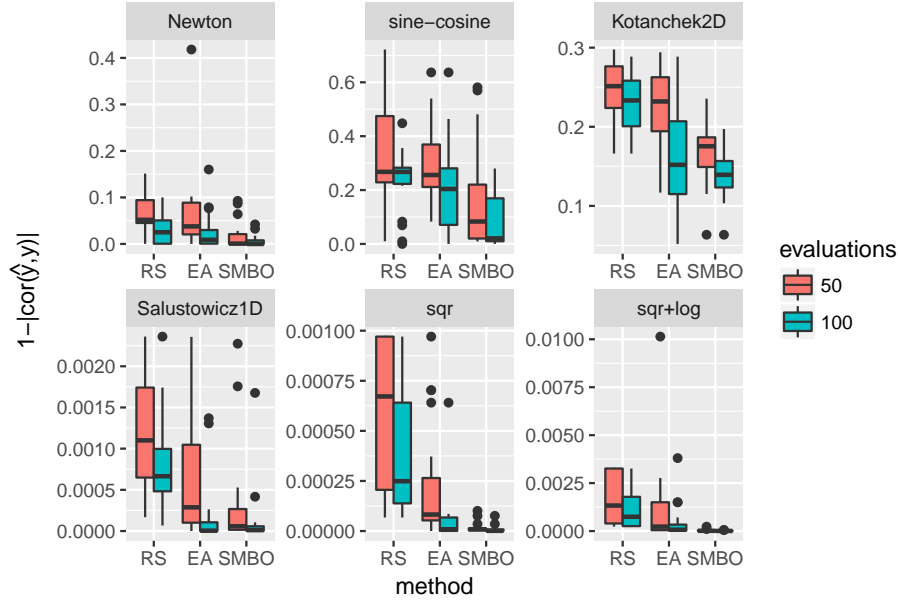 Newton
sine−cosine
Kotanchek2D
0.4
0.3
0.2
0.1
0.0
0.6
0.4
0.2
0.0
0.3
0.2
0.1
RS EA SMBO
RS EA SMBO
RS EA SMBO
Salustowicz1D
sqr
sqr+log
0.0020
0.0015
0.0010
0.0005
0.0000
0.00100
0.00075
0.00050
0.00025
0.00000
0.0100
0.0075
0.0050
0.0025
0.0000
RS EA SMBO
RS EA SMBO
RS EA SMBO
method
1−|cor(ŷ,y)|
evaluations
50
100